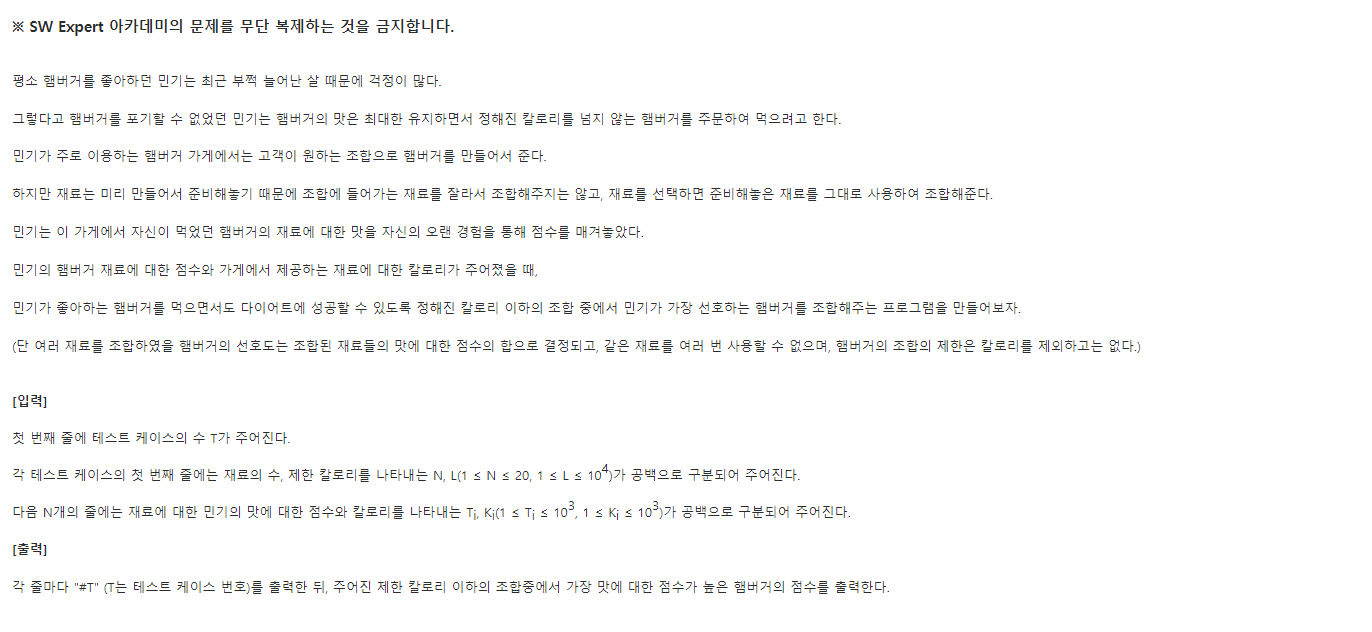 ※ SW Expert 아카데미의 문제를 무단 복제하는 것을 금지합니다.
평소 햄버거를 좋아하던 민기는 최근 부쩍 늘어난 살 때문에 걱정이 많다.
그렇다고 햄버거를 포기할 수 없었던 민기는 햄버거의 맛은 최대한 유지하면서 정해진 칼로리를 넘지 않는 햄버거를 주문하여 먹으려고 한다.
민기가 주로 이용하는 햄버거 가게에서는 고객이 원하는 조합으로 햄버거를 만들어서 준다.
하지만 재료는 미리 만들어서 준비해놓기 때문에 조합에 들어가는 재료를 잘라서 조합해주지는 않고, 재료를 선택하면 준비해놓은 재료를 그대로 사용하여 조합해준다.
민기는 이 가게에서 자신이 먹었던 햄버거의 재료에 대한 맛을 자신의 오랜 경험을 통해 점수를 매겨놓았다.
민기의 햄버거 재료에 대한 점수와 가게에서 제공하는 재료에 대한 칼로리가 주어졌을 때,
민기가 좋아하는 햄버거를 먹으면서도 다이어트에 성공할 수 있도록 정해진 칼로리 이하의 조합 중에서 민기가 가장 선호하는 햄버거를 조합해주는 프로그램을 만들어보자.
(단 여러 재료를 조합하였을 햄버거의 선호도는 조합된 재료들의 맛에 대한 점수의 합으로 결정되고, 같은 재료를 여러 번 사용할 수 없으며, 햄버거의 조합의 제한은 칼로리를 제외하고는 없다.)
[입력]
첫 번째 줄에 테스트 케이스의 수 T가 주어진다.
각 테스트 케이스의 첫 번째 줄에는 재료의 수, 제한 칼로리를 나타내는 N, L(1 ≤ N ≤ 20, 1 ≤ L ≤ 10⁴)가 공백으로 구분되어 주어진다.
다음 N개의 줄에는 재료에 대한 민기의 맛에 대한 점수와 칼로리를 나타내는 Tᵢ, Kᵢ(1 ≤ Tᵢ ≤ 10³, 1 ≤ Kᵢ ≤ 10³)가 공백으로 구분되어 주어진다.
[출력]
각 줄마다 "#T" (T는 테스트 케이스 번호)를 출력한 뒤, 주어진 제한 칼로리 이하의 조합중에서 가장 맛에 대한 점수가 높은 햄버거의 점수를 출력한다.